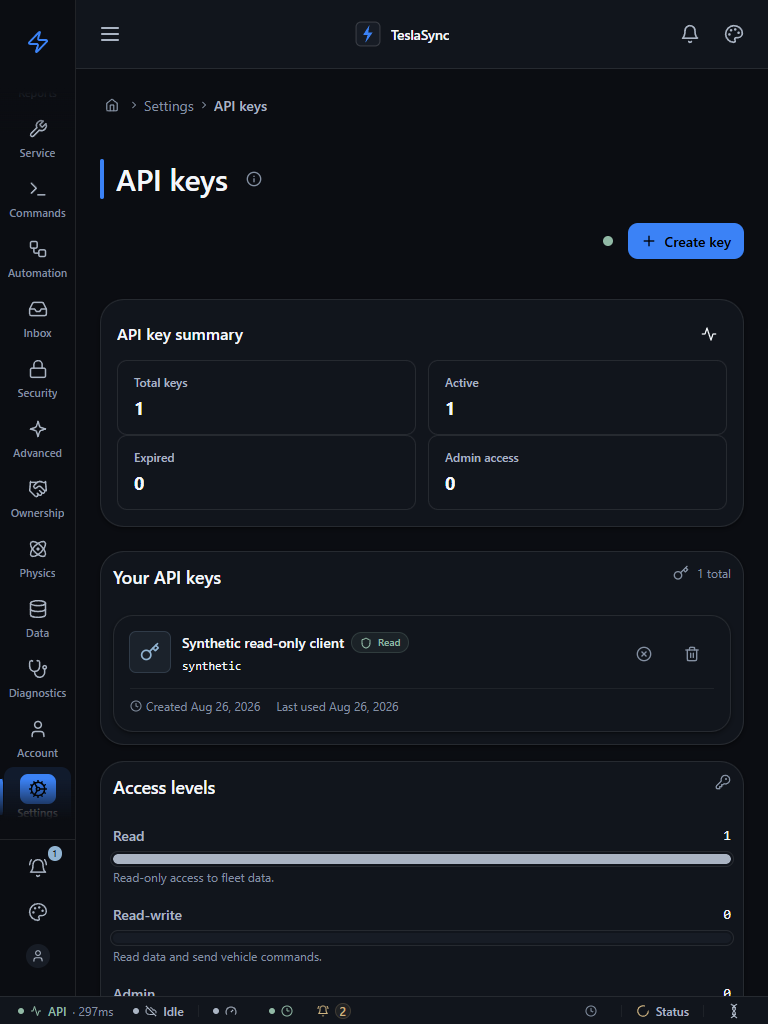 TeslaSync
Reports
Settings
API keys
API keys
Create key
Service
Commands
Automation
Inbox
Security
Advanced
Ownership
Physics
Data
Diagnostics
Account
Settings
1
API key summary
Total keys
1
Active
1
Expired
0
Admin access
0
Your API keys
1 total
Synthetic read-only client
Read
synthetic
Created Aug 26, 2026
Last used Aug 26, 2026
Access levels
Read
1
Read-only access to fleet data.
Read-write
0
Read data and send vehicle commands.
Admin
0
API · 297ms
Idle
2
Status